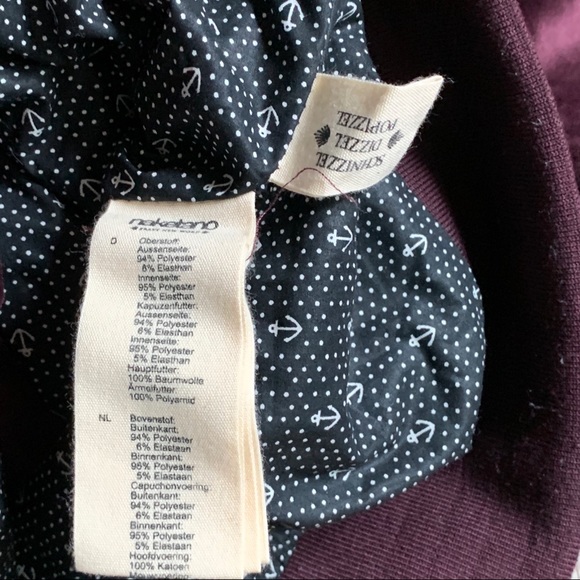 SCHNIZZEL
DIZZEL
POPIZZEL
naketano
D
Oberstoff:
Aussenseite:
94% Polyester
6% Elasthan
Innenseite:
95% Polyester
5% Elasthan
Kapuzenfutter:
Aussenseite:
94% Polyester
6% Elasthan
Innenseite:
95% Polyester
5% Elasthan
Hauptfutter:
100% Baumwolle
Ärmelfutter:
100% Polyamid
NL
Bovenstof:
Buitenkant:
94% Polyester
6% Elastaan
Binnenkant:
95% Polyester
5% Elastaan
Capuchonvoering:
Buitenkant:
94% Polyester
6% Elastaan
Binnenkant:
95% Polyester
5% Elastaan
Hoofdvoering:
100% Katoen